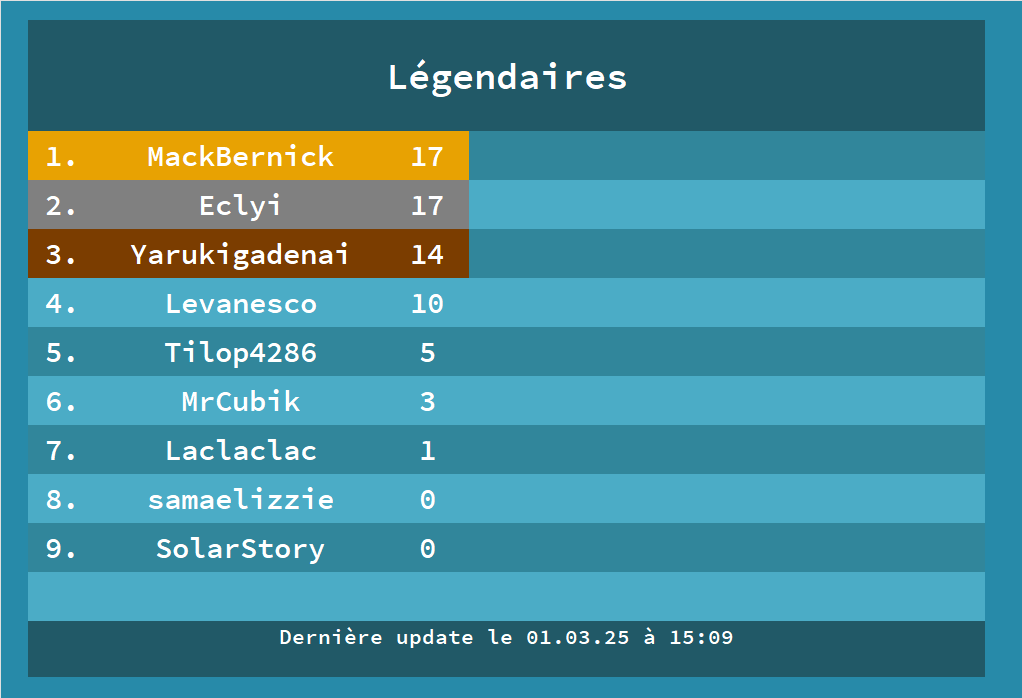 Légendaires
1. MackBernick 17
2. Eclyi 17
3. Yarukigadenai 14
4. Levanesco 10
5. Tilop4286 5
6. MrCubik 3
7. Laclaclac 1
8. samaelizzie 0
9. SolarStory 0
Dernière update le 01.03.25 à 15:09